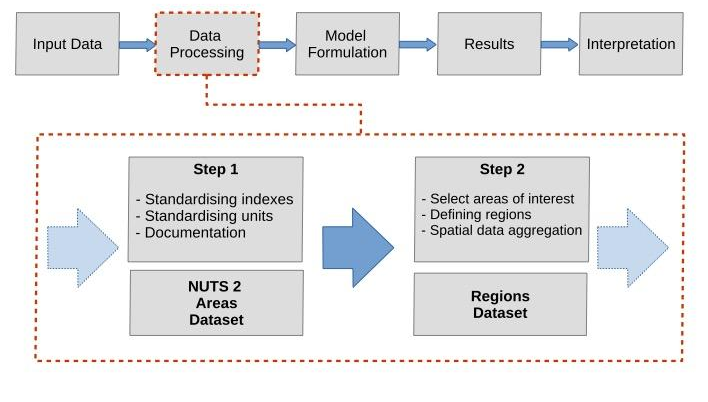 Input Data
Data
Processing
Model
Formulation
Results
Interpretation
Step 1
- Standardising indexes
- Standardising units
- Documentation
NUTS 2
Areas
Dataset
Step 2
- Select areas of interest
- Defining regions
- Spatial data aggregation
Regions
Dataset